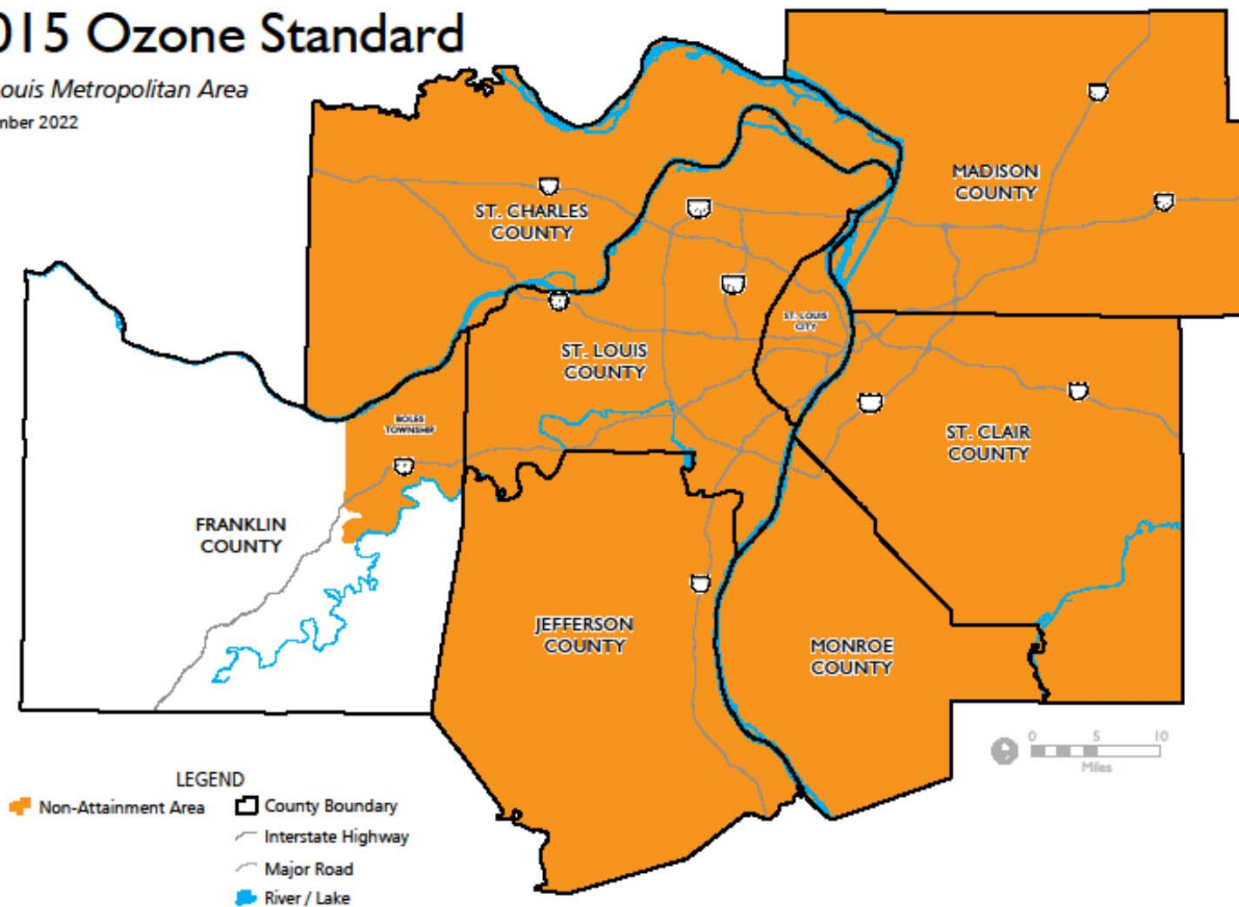 015 Ozone Standard
ouis Metropolitan Area
mber 2022
MADISON
COUNTY
ST. CHARLES
COUNTY
ST. LOUIS
CITY
ST. LOUIS
COUNTY
BOLES
TOWNSHIP
ST. CLAIR
COUNTY
FRANKLIN
COUNTY
JEFFERSON
COUNTY
MONROE
COUNTY
0 5 10
Miles
LEGEND
Non-Attainment Area
County Boundary
Interstate Highway
Major Road
River / Lake